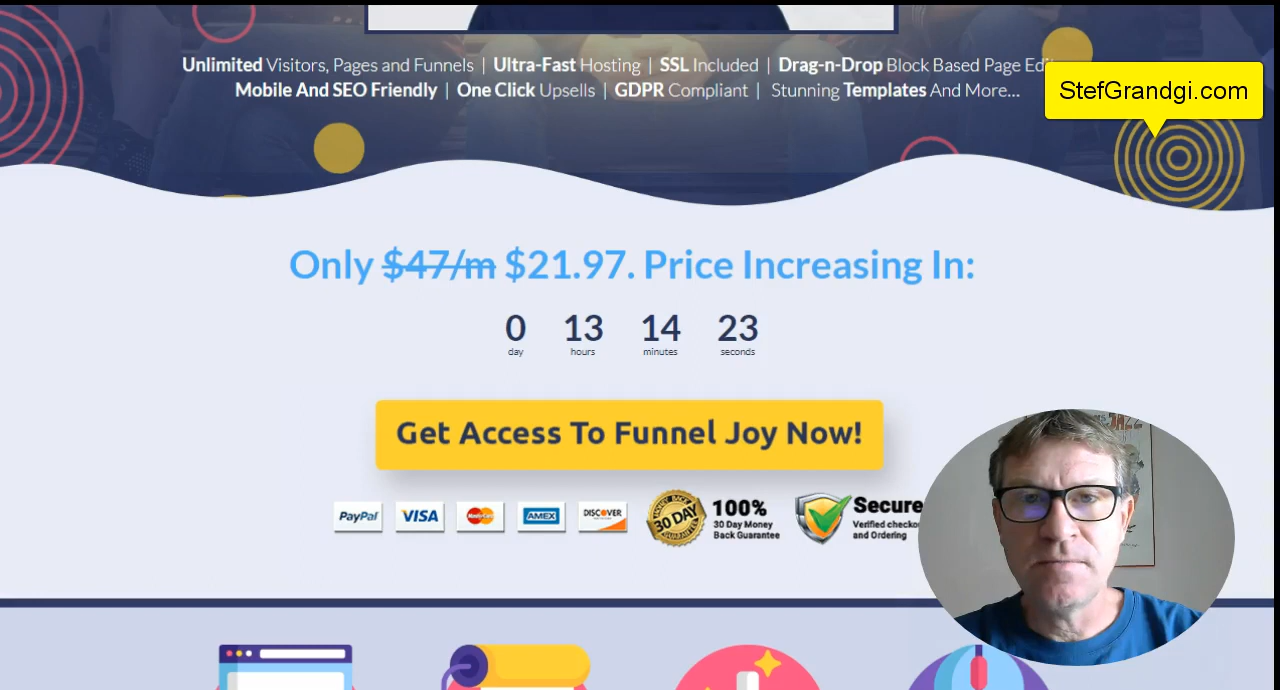 Unlimited Visitors, Pages and Funnels | Ultra-Fast Hosting | SSL Included | Drag-n-Drop Block Based Page
StefGrandgi.com
Mobile And SEO Friendly | One Click Upsells | GDPR Compliant | Stunning Templates And More...
Only $47/m $21.97. Price Increasing In:
0 13 14 23
day hours minutes seconds
Get Access To Funnel Joy Now!
PayPal VISA MasterCard AMEX DISCOVER
30 DAY
100%
30 Day Money
Back Guarantee
Secure
Verified
and Ordering
JAZZ